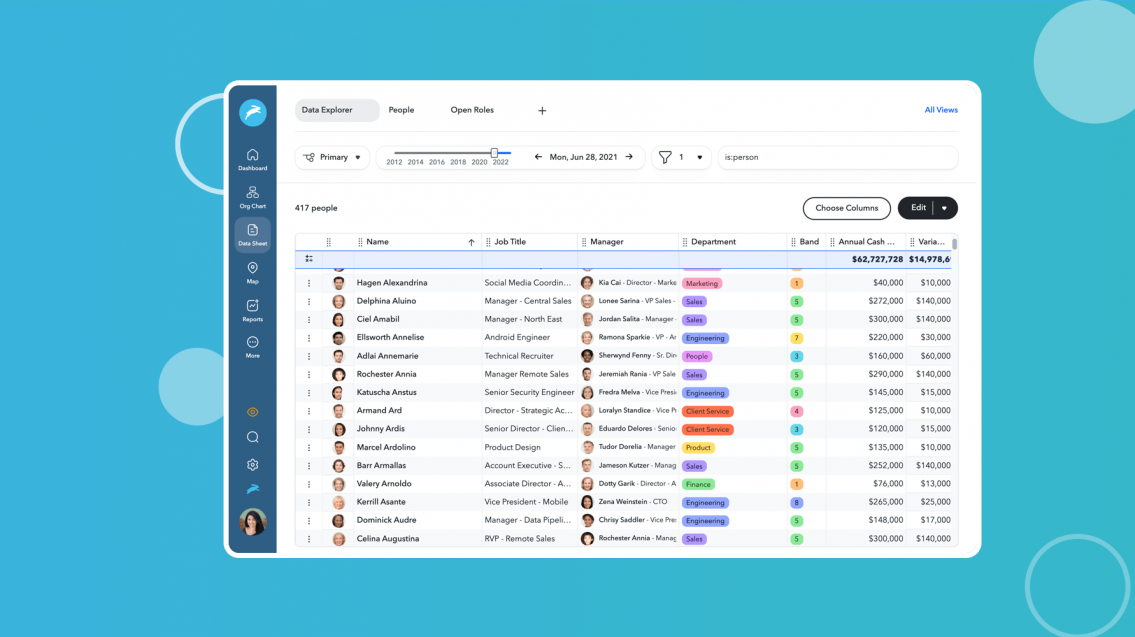 Data Explorer People Open Roles + All Views
Primary 2012 2014 2016 2018 2020 2022 Mon, Jun 28, 2021 1 is:person
417 people Choose Columns Edit
Dashboard
Org Chart
Data Sheet
Map
Reports
More
Name Job Title Manager Department Band Annual Cash ... Varia...
$62,727,728 $14,978,6
Hagen Alexandrina Social Media Coordin... Kia Cai - Director - Marke Marketing 1 $40,000 $10,000
Delphina Aluino Manager - Central Sales Lonee Sarina - VP Sales - Sales 5 $272,000 $140,000
Ciel Amabil Manager - North East Jordan Salita - Manager - Sales 5 $300,000 $140,000
Ellsworth Annelise Android Engineer Ramona Sparkie - VP - Ar Engineering 7 $220,000 $30,000
Adlai Annemarie Technical Recruiter Sherwynd Fenny - Sr. Dir People 3 $160,000 $60,000
Rochester Annia Manager Remote Sales Jeremiah Rania - VP Sale Sales 5 $290,000 $140,000
Katuscha Anstus Senior Security Engineer Fredra Melva - Vice Presi Engineering 5 $145,000 $15,000
Armand Ard Director - Strategic Ac... Loralyn Standice - Vice P Client Service 4 $125,000 $10,000
Johnny Ardis Senior Director - Clien... Eduardo Delores - Senio Client Service 3 $120,000 $15,000
Marcel Ardolino Product Design Tudor Dorelia - Manager Product 5 $135,000 $10,000
Barr Armallas Account Executive - S... Jameson Kutzer - Manag Sales 5 $252,000 $140,000
Valery Arnoldo Associate Director - A... Dotty Garik - Director - A Finance 1 $76,000 $13,000
Kerrill Asante Vice President - Mobile Zena Weinstein - CTO Engineering 8 $265,000 $25,000
Dominick Audre Manager - Data Pipeli... Chrisy Saddler - Vice Pre Engineering 5 $148,000 $17,000
Celina Augustina RVP - Remote Sales Rochester Annia - Manag Sales 5 $300,000 $140,000